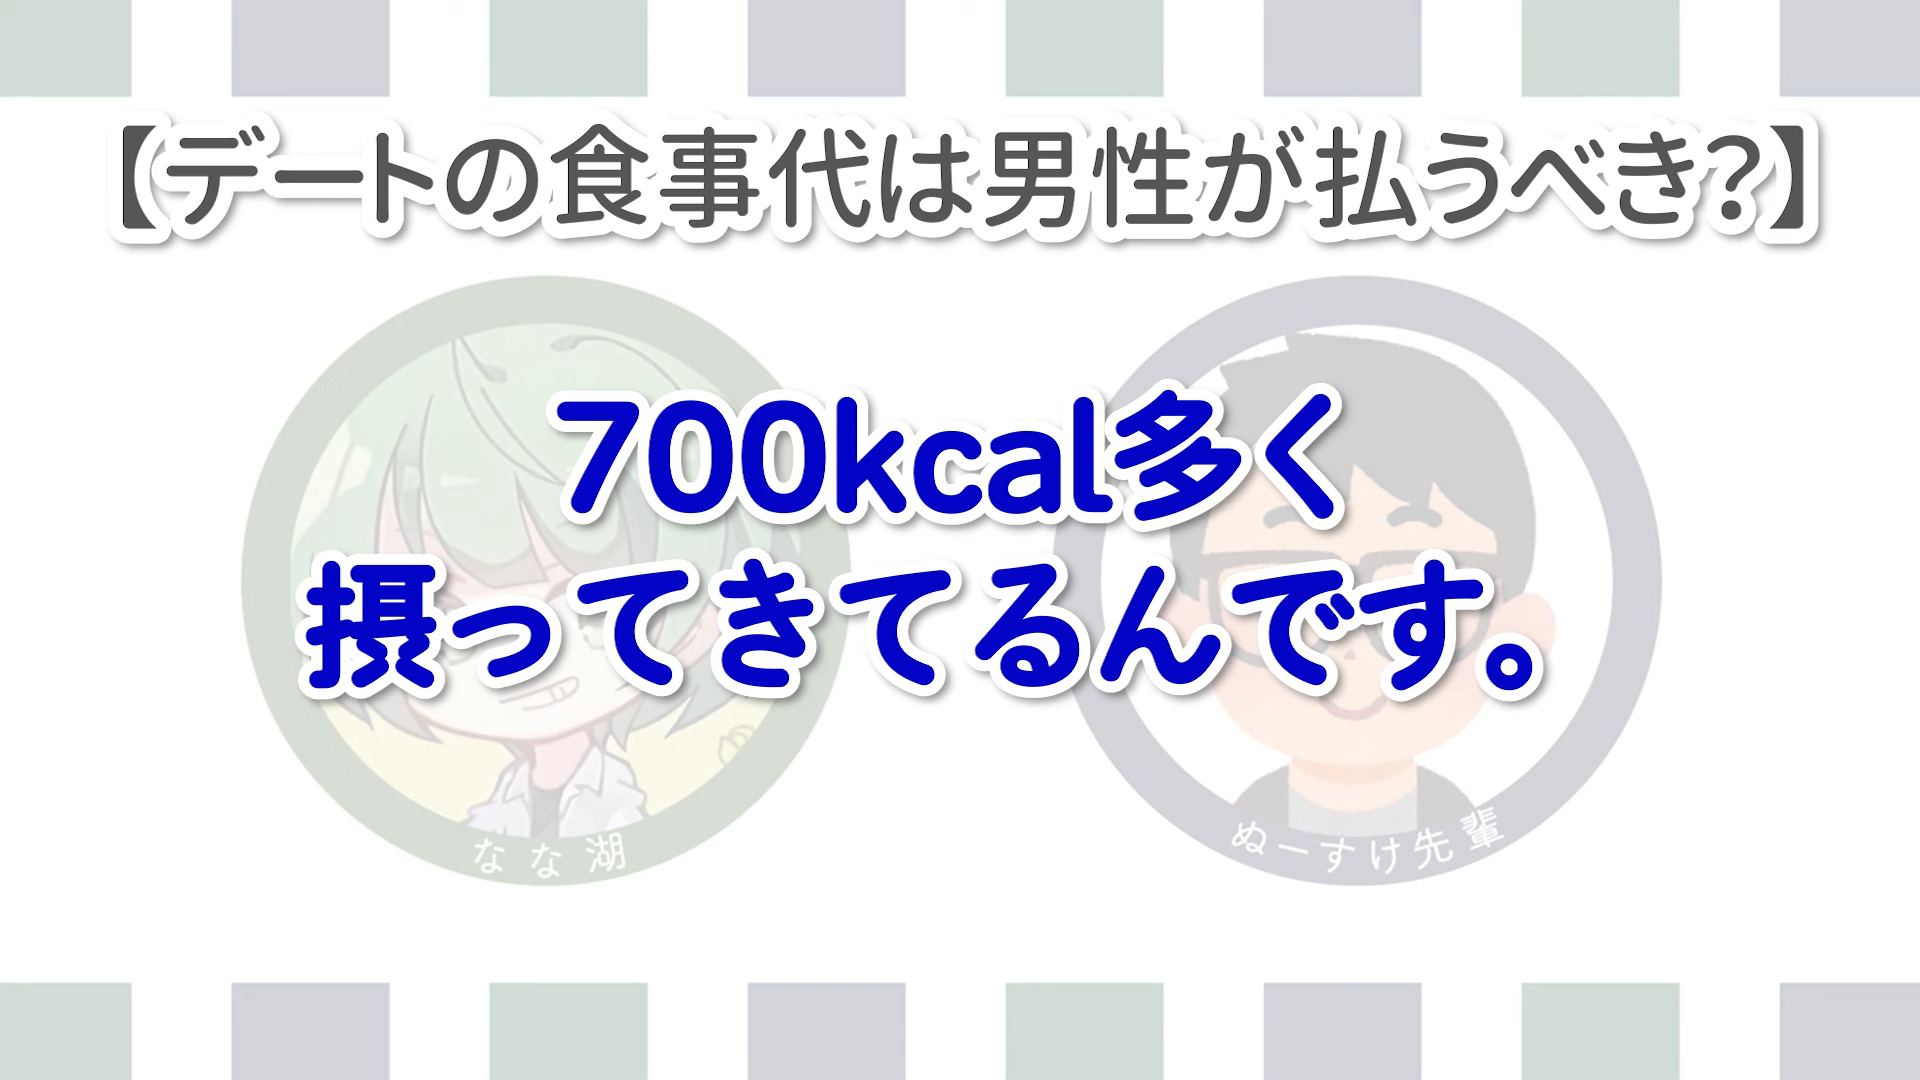 【デートの食事代は男性が払うべき?】
700kcal多く
摂ってきてるんです。
なな湖
ぬーすけ先輩